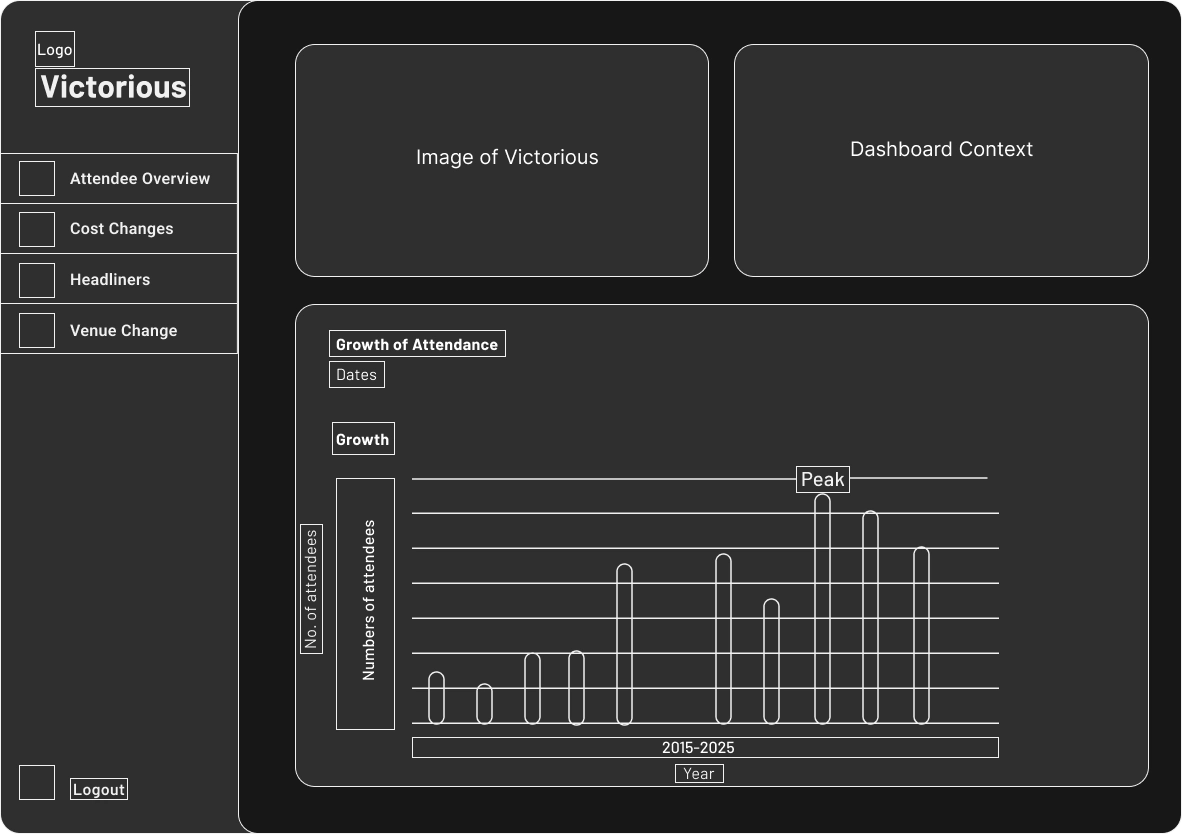 Logo
Victorious
Attendee Overview
Cost Changes
Headliners
Venue Change
Logout
Image of Victorious
Dashboard Context
Growth of Attendance
Dates
Growth
Peak
No. of attendees
Numbers of attendees
2015-2025
Year